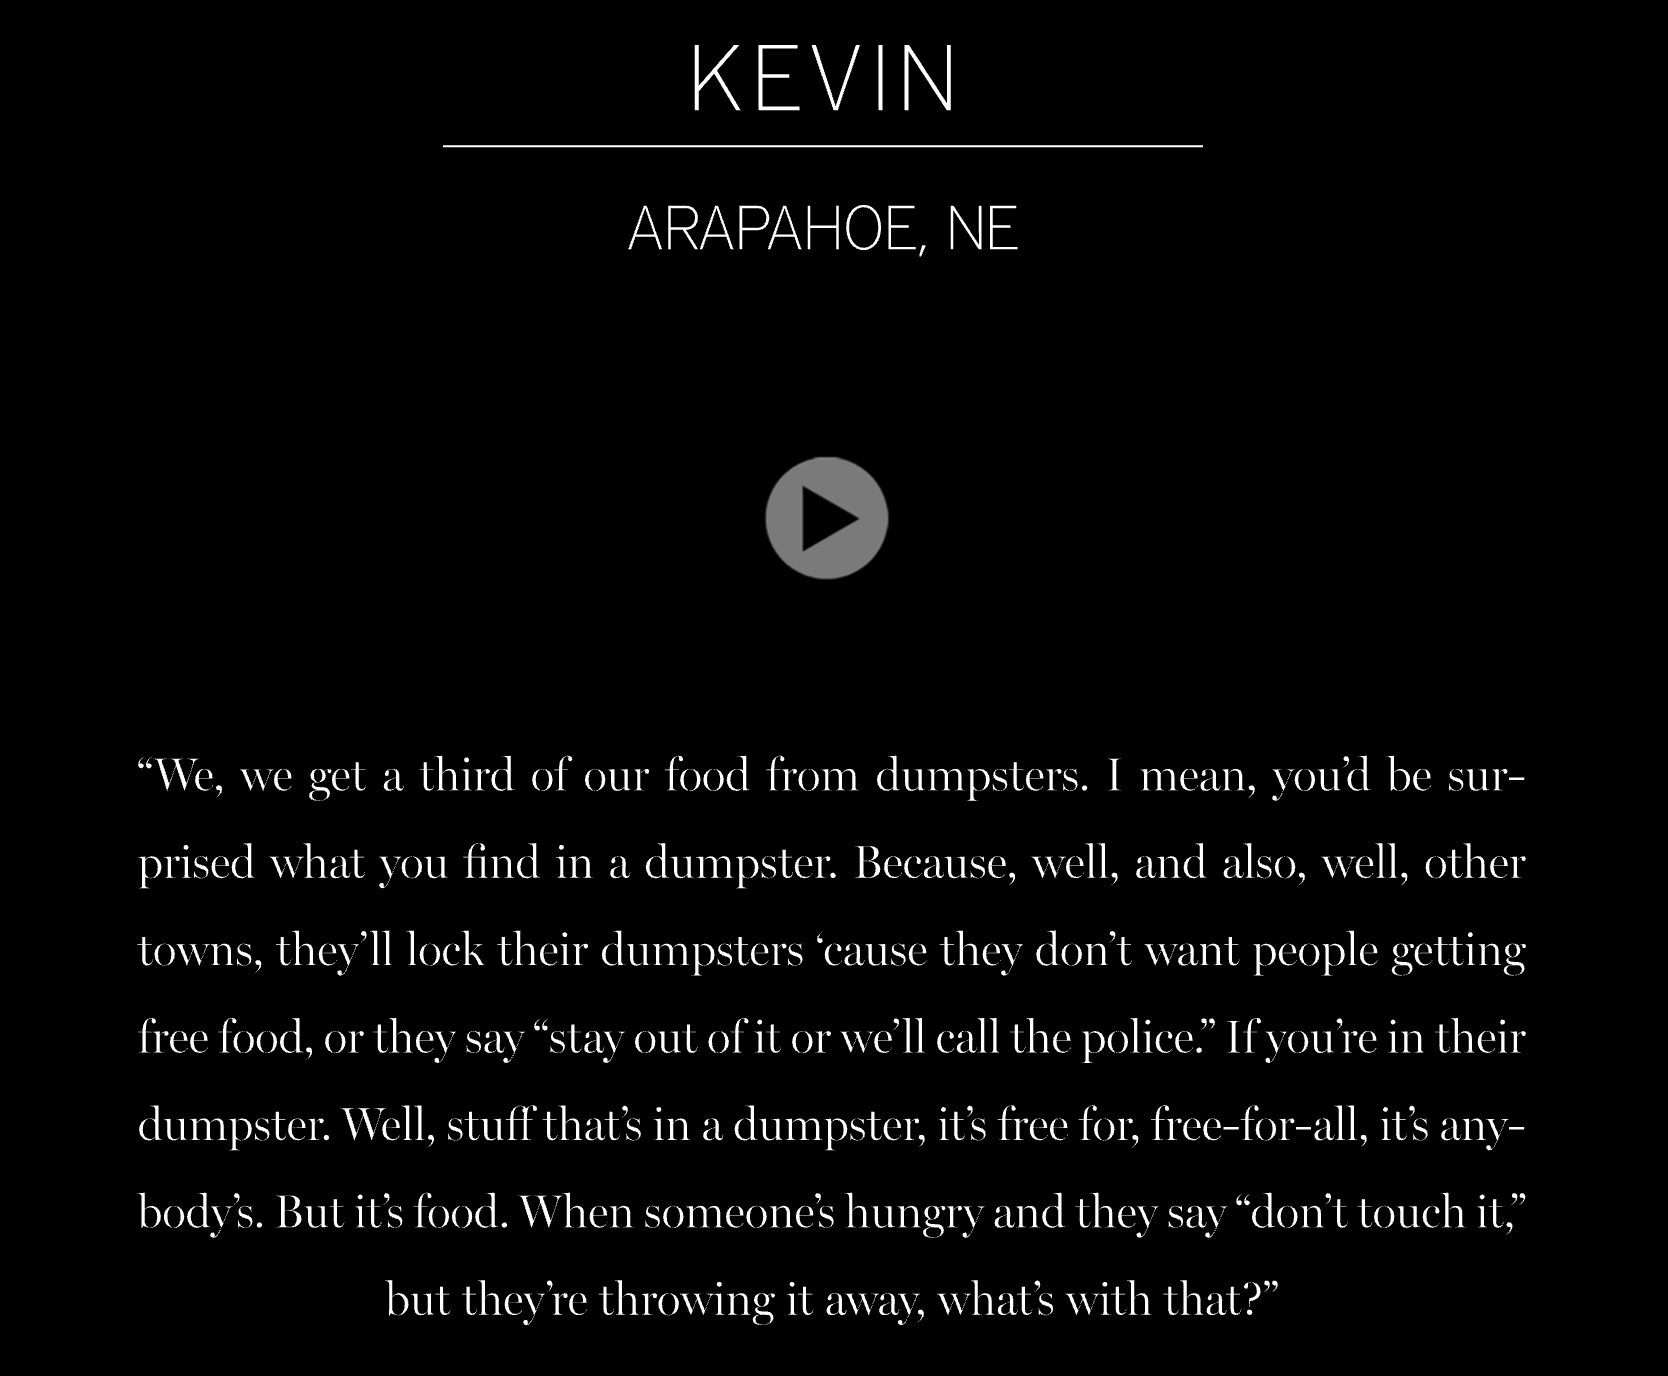 KEVIN
ARAPAHOE, NE
“We, we get a third of our food from dumpsters. I mean, you’d be sur-
prised what you find in a dumpster. Because, well, and also, well, other
towns, they’ll lock their dumpsters ‘cause they don’t want people getting
free food, or they say “stay out of it or we’ll call the police.” If you’re in their
dumpster. Well, stuff that’s in a dumpster, it’s free for, free-for-all, it’s any-
body’s. But it’s food. When someone’s hungry and they say “don’t touch it,”
but they’re throwing it away, what’s with that?”